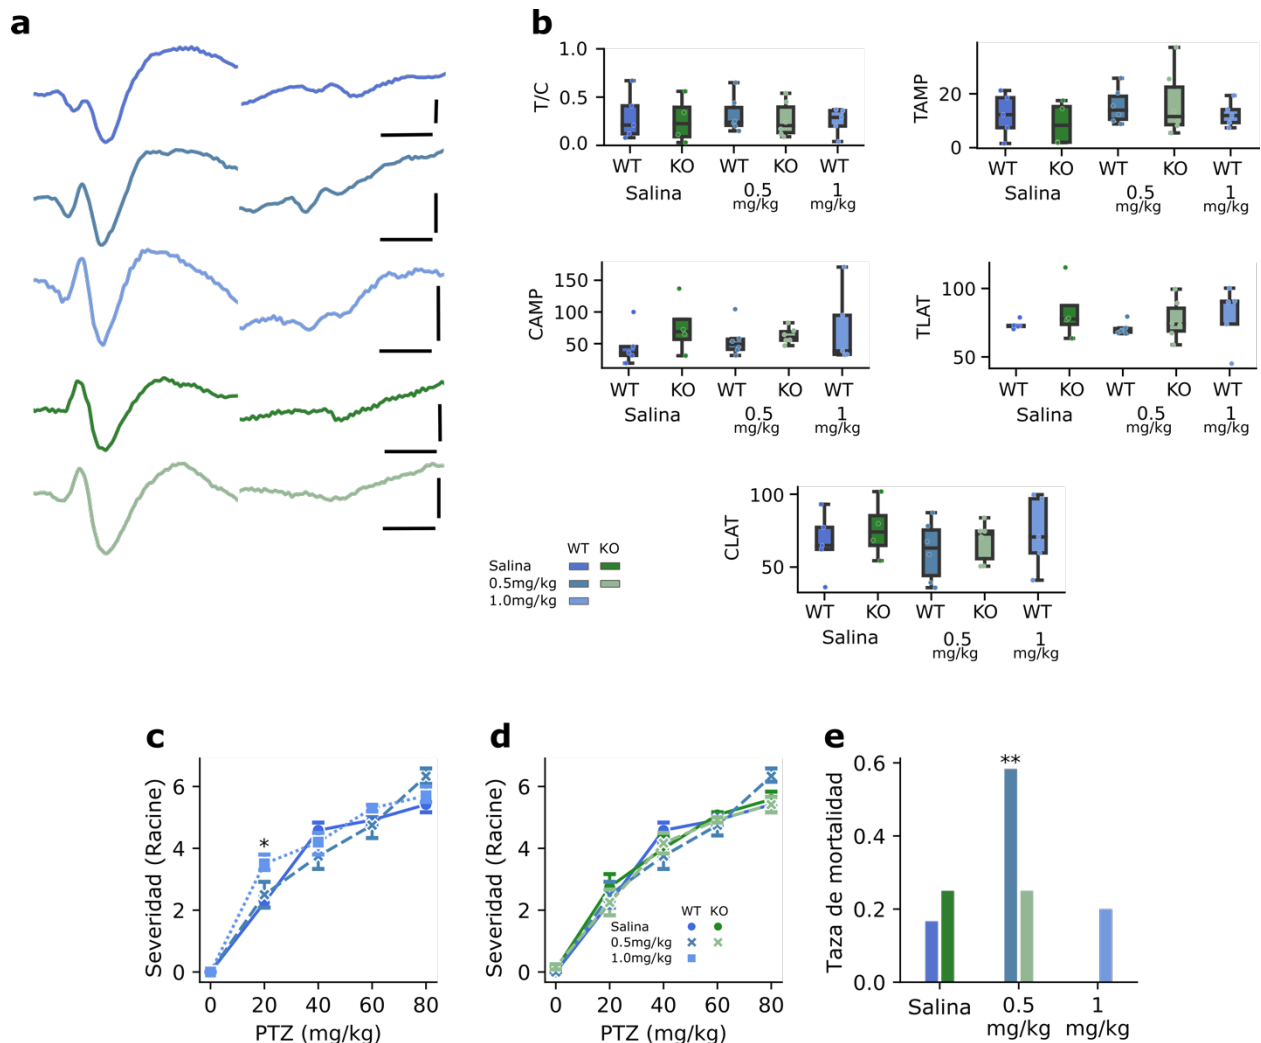 a
b
T/C
1.0
0.5
0.0
WT KO WT KO WT
Salina 0.5 mg/kg 1 mg/kg
TAMP
20
0
WT KO WT KO WT
Salina 0.5 mg/kg 1 mg/kg
CAMP
150
100
50
WT KO WT KO WT
Salina 0.5 mg/kg 1 mg/kg
TLAT
100
50
WT KO WT KO WT
Salina 0.5 mg/kg 1 mg/kg
CLAT
100
50
WT KO WT KO WT
Salina 0.5 mg/kg 1 mg/kg
WT KO
Salina
0.5mg/kg
1.0mg/kg
c
Severidad (Racine)
6
4
2
0
*
0 20 40 60 80
PTZ (mg/kg)
d
Severidad (Racine)
6
4
2
0
WT KO
Salina
0.5mg/kg
1.0mg/kg
0 20 40 60 80
PTZ (mg/kg)
e
Taza de mortalidad
0.6
0.4
0.2
0.0
**
Salina 0.5 1
mg/kg mg/kg